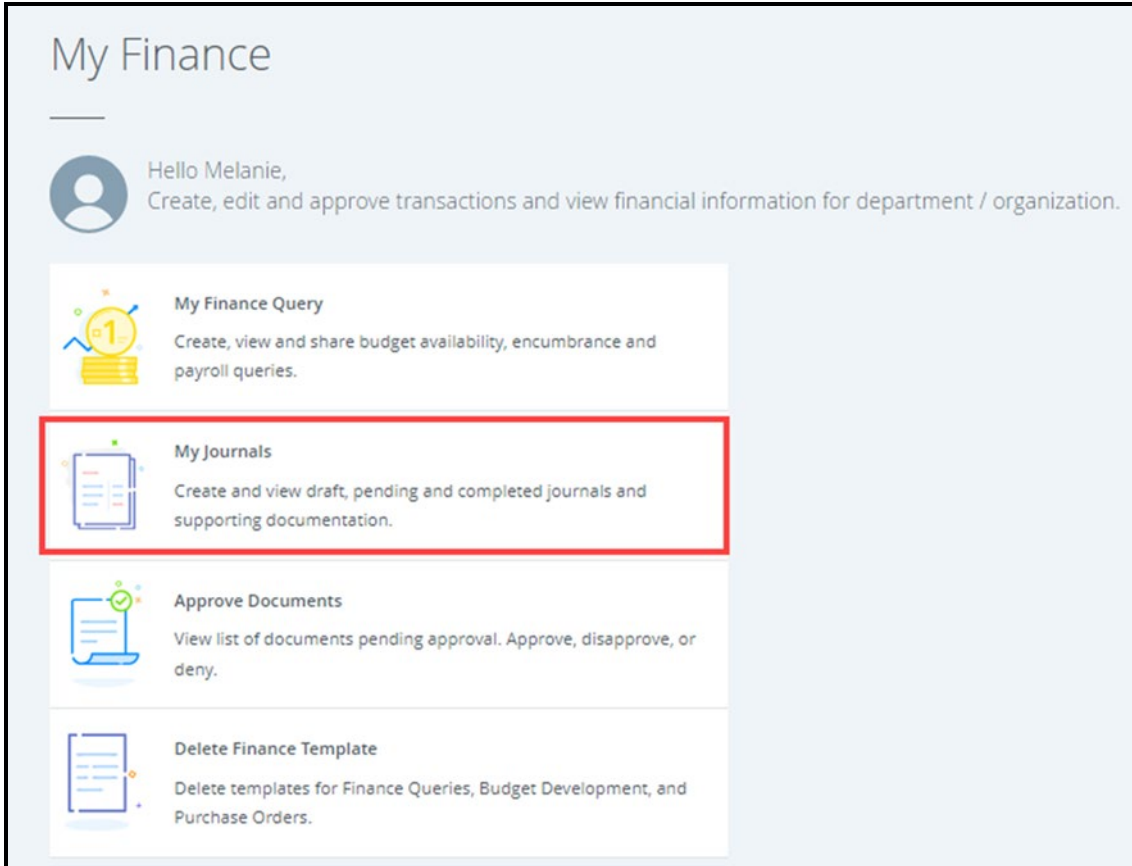 My Finance
Hello Melanie,
Create, edit and approve transactions and view financial information for department / organization.
1
My Finance Query
Create, view and share budget availability, encumbrance and
payroll queries.
My Journals
Create and view draft, pending and completed journals and
supporting documentation.
Approve Documents
View list of documents pending approval. Approve, disapprove, or
deny.
Delete Finance Template
Delete templates for Finance Queries, Budget Development, and
Purchase Orders.